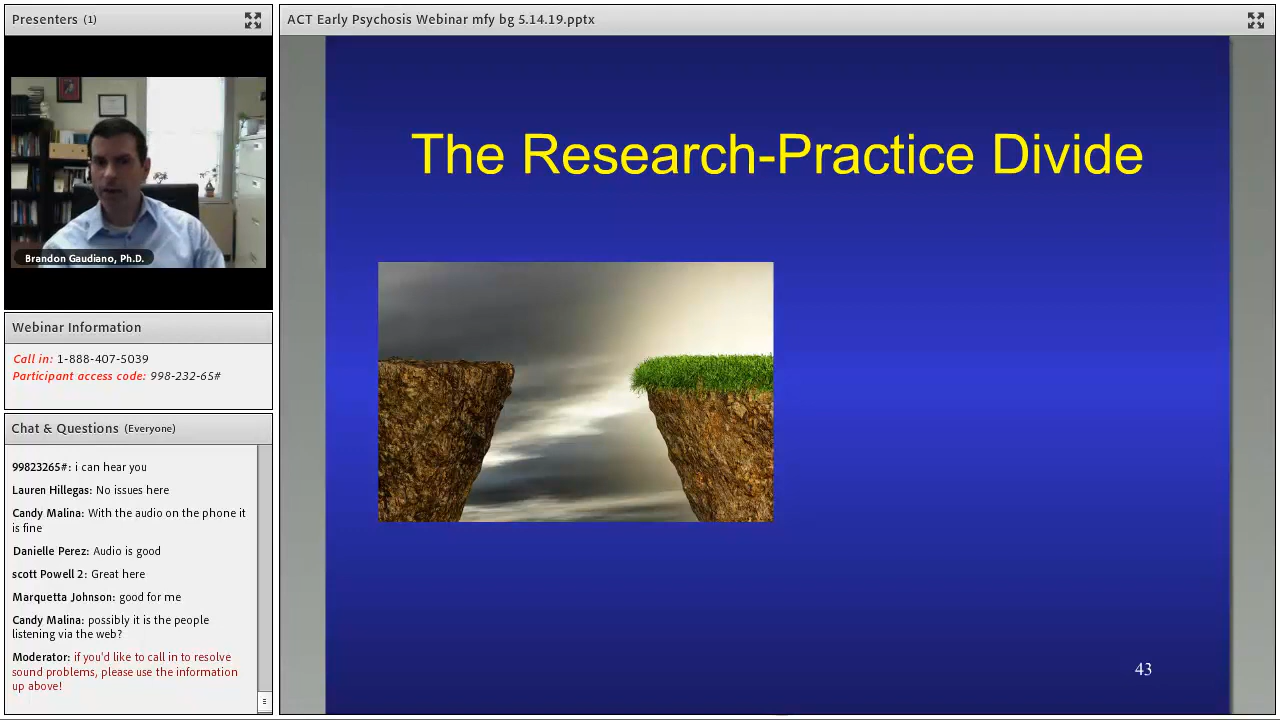 Presenters (1)
Brandon Gaudiano, Ph.D.
Webinar Information
Call in: 1-888-407-5039
Participant access code: 998-232-65#
Chat & Questions (Everyone)
99823265#: i can hear you
Lauren Hillegas: No issues here
Candy Malina: With the audio on the phone it
is fine
Danielle Perez: Audio is good
scott Powell 2: Great here
Marquetta Johnson: good for me
Candy Malina: possibly it is the people
listening via the web?
Moderator: if you'd like to call in to resolve
sound problems, please use the information
up above!
ACT Early Psychosis Webinar mfy bg 5.14.19.pptx
The Research-Practice Divide
43